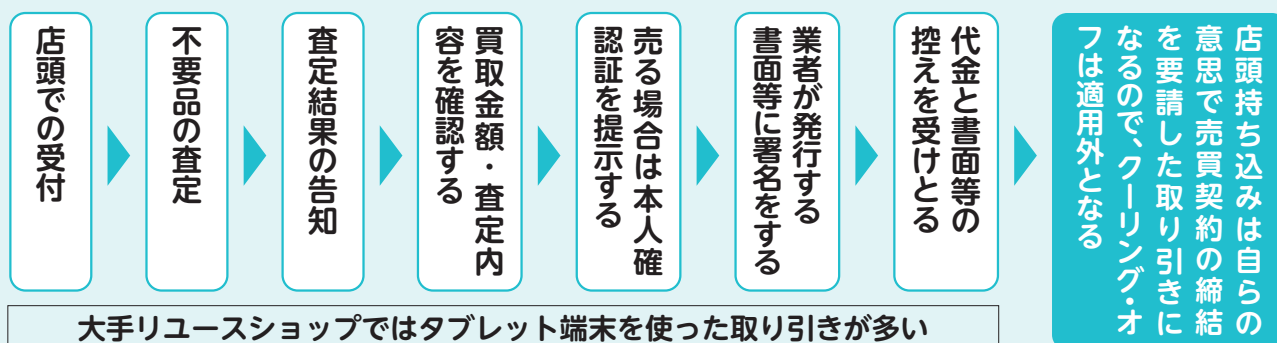 店頭での受付
不要品の査定
査定結果の告知
買取金額・査定内
容を確認する
売る場合は本人確
認証を提示する
業者が発行する
書面等に署名をする
代金と書面等の
控えを受けとる
店頭持ち込みは自らの
意思で売買契約の締結
を要請した取り引きに
なるので、クーリング・オ
フは適用外となる
大手リユースショップではタブレット端末を使った取り引きが多い